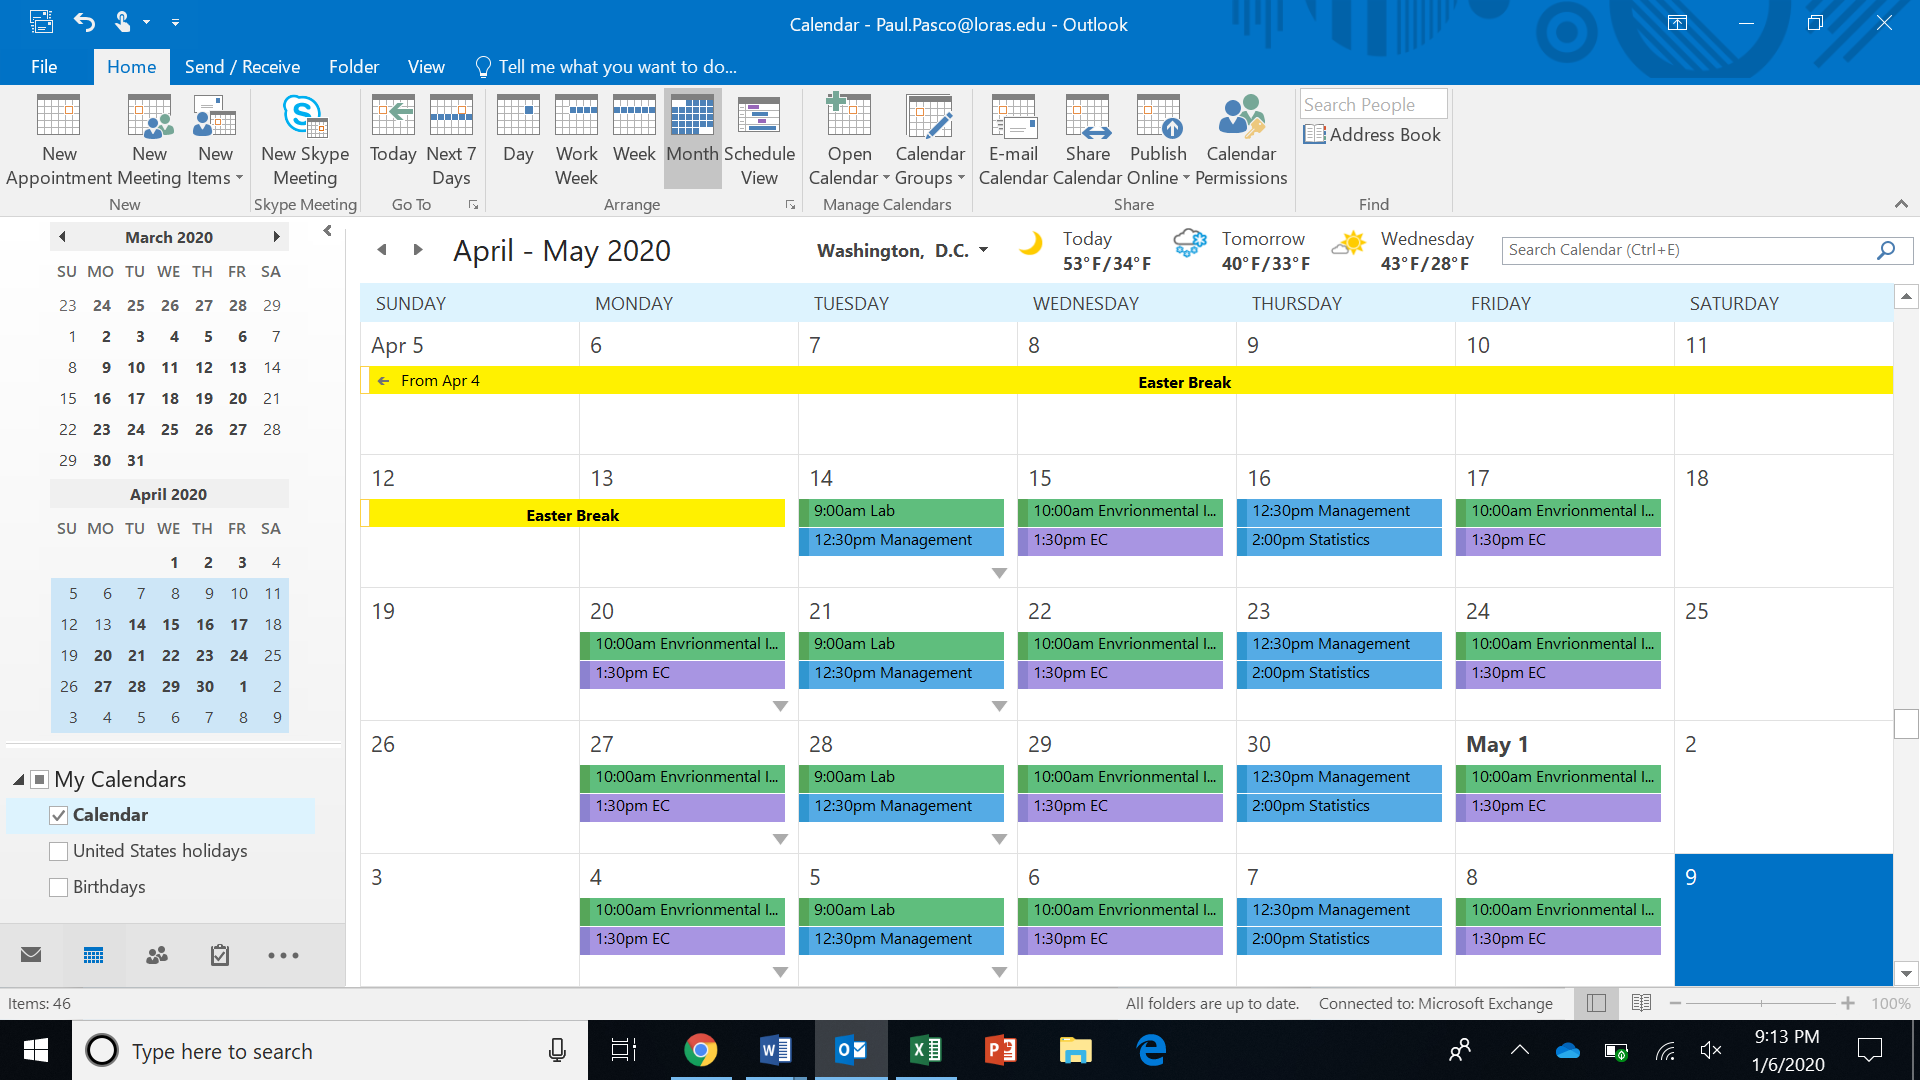 Calendar - Paul.Pasco@loras.edu - Outlook
File Home Send / Receive Folder View Tell me what you want to do...
New Appointment
New Meeting
New Items
New Skype Meeting
Today
Next 7 Days
Day
Work Week
Week
Month
Schedule View
Open Calendar
Calendar Groups
E-mail Calendar
Share Calendar
Publish Online
Calendar Permissions
Search People
Address Book
New
Skype Meeting
Go To
Arrange
Manage Calendars
Share
Find
March 2020
SU MO TU WE TH FR SA
23 24 25 26 27 28 29
1 2 3 4 5 6 7
8 9 10 11 12 13 14
15 16 17 18 19 20 21
22 23 24 25 26 27 28
29 30 31
April 2020
SU MO TU WE TH FR SA
1 2 3 4
5 6 7 8 9 10 11
12 13 14 15 16 17 18
19 20 21 22 23 24 25
26 27 28 29 30 1 2
3 4 5 6 7 8 9
My Calendars
Calendar
United States holidays
Birthdays
April - May 2020
Washington, D.C.
Today
53°F/34°F
Tomorrow
40°F/33°F
Wednesday
43°F/28°F
Search Calendar (Ctrl+E)
SUNDAY MONDAY TUESDAY WEDNESDAY THURSDAY FRIDAY SATURDAY
Apr 5 6 7 8 9 10 11
From Apr 4 Easter Break
12 13 14 15 16 17 18
Easter Break 9:00am Lab 10:00am Envrionmental I... 12:30pm Management 10:00am Envrionmental I...
12:30pm Management 1:30pm EC 2:00pm Statistics 1:30pm EC
19 20 21 22 23 24 25
10:00am Envrionmental I... 9:00am Lab 10:00am Envrionmental I... 12:30pm Management 10:00am Envrionmental I...
1:30pm EC 12:30pm Management 1:30pm EC 2:00pm Statistics 1:30pm EC
26 27 28 29 30 May 1 2
10:00am Envrionmental I... 9:00am Lab 10:00am Envrionmental I... 12:30pm Management 10:00am Envrionmental I...
1:30pm EC 12:30pm Management 1:30pm EC 2:00pm Statistics 1:30pm EC
3 4 5 6 7 8 9
10:00am Envrionmental I... 9:00am Lab 10:00am Envrionmental I... 12:30pm Management 10:00am Envrionmental I...
1:30pm EC 12:30pm Management 1:30pm EC 2:00pm Statistics 1:30pm EC
Items: 46 All folders are up to date. Connected to: Microsoft Exchange 100%
Type here to search
9:13 PM
1/6/2020